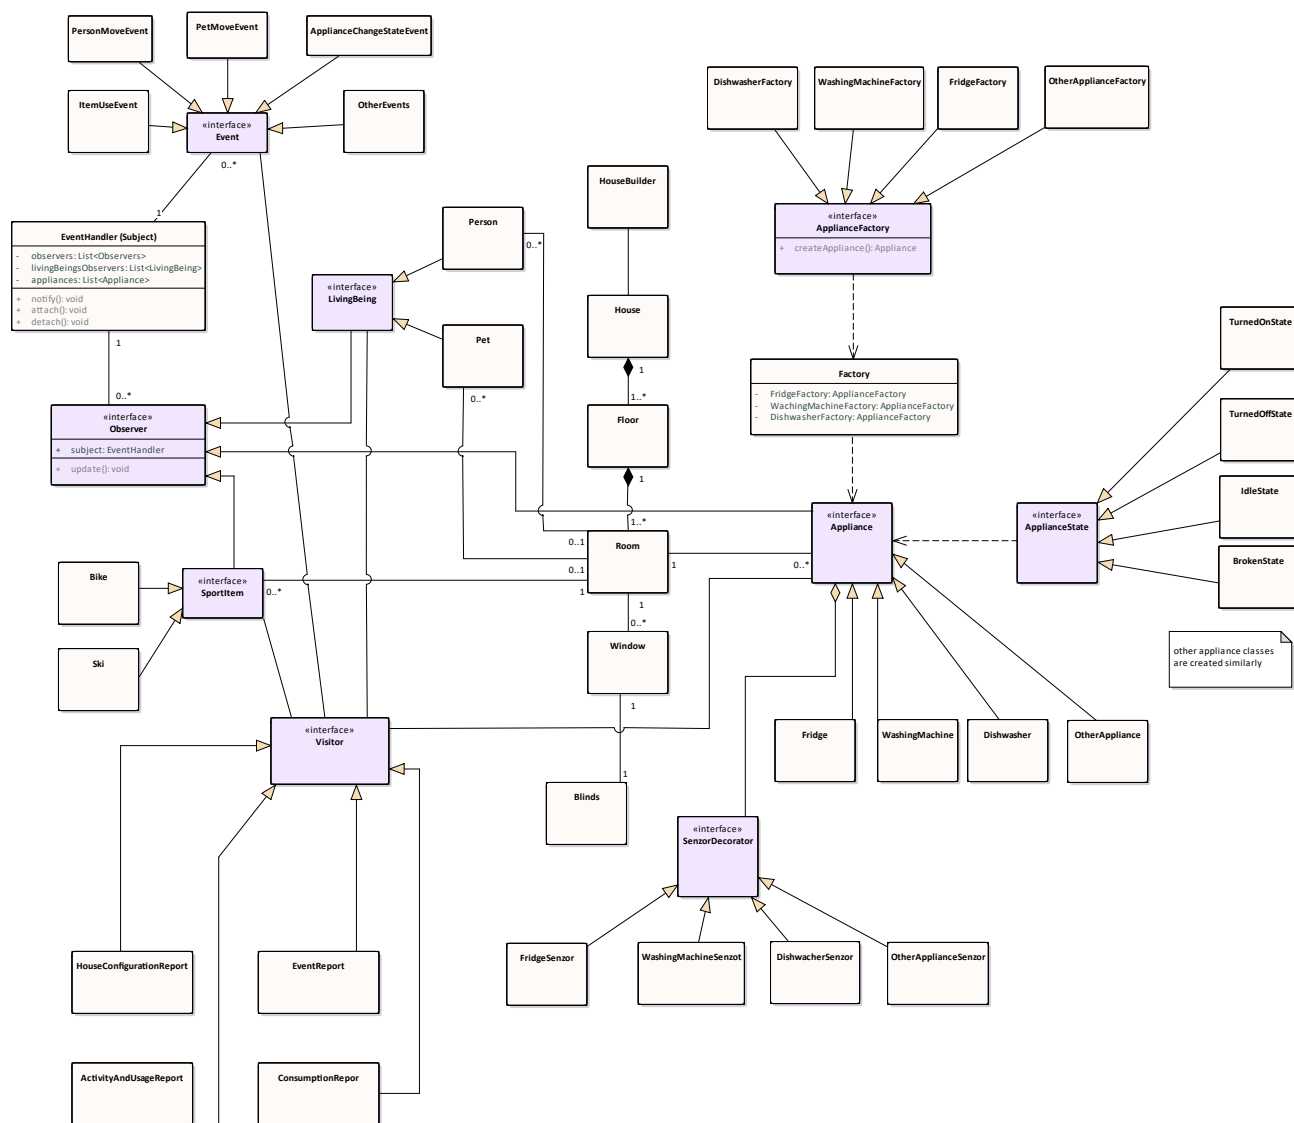 PersonMoveEvent
PetMoveEvent
ApplianceChangeStateEvent
ItemUseEvent
OtherEvents
«interface»
Event
0..*
1
EventHandler (Subject)
- observers: List<Observers>
- livingBeingsObservers: List<LivingBeing>
- appliances: List<Appliance>
+ notify(): void
+ attach(): void
+ detach(): void
1
0..*
«interface»
Observer
+ subject: EventHandler
+ update(): void
Person
0..*
«interface»
LivingBeing
Pet
0..*
HouseBuilder
House
1
1..*
Floor
1
1..*
Room
0..1
0..1
1
1
0..*
1
0..*
Window
1
1
Blinds
DishwasherFactory
WashingMachineFactory
FridgeFactory
OtherApplianceFactory
«interface»
ApplianceFactory
+ createAppliance(): Appliance
Factory
- FridgeFactory: ApplianceFactory
- WachingMachineFactory: ApplianceFactory
- DishwasherFactory: ApplianceFactory
«interface»
Appliance
«interface»
ApplianceState
TurnedOnState
TurnedOffState
IdleState
BrokenState
other appliance classes
are created similarly
Bike
Ski
«interface»
SportItem
0..*
«interface»
Visitor
Fridge
WashingMachine
Dishwasher
OtherAppliance
«interface»
SenzorDecorator
FridgeSenzor
WashingMachineSenzot
DishwacherSenzor
OtherApplianceSenzor
HouseConfigurationReport
EventReport
ActivityAndUsageReport
ConsumptionRepor